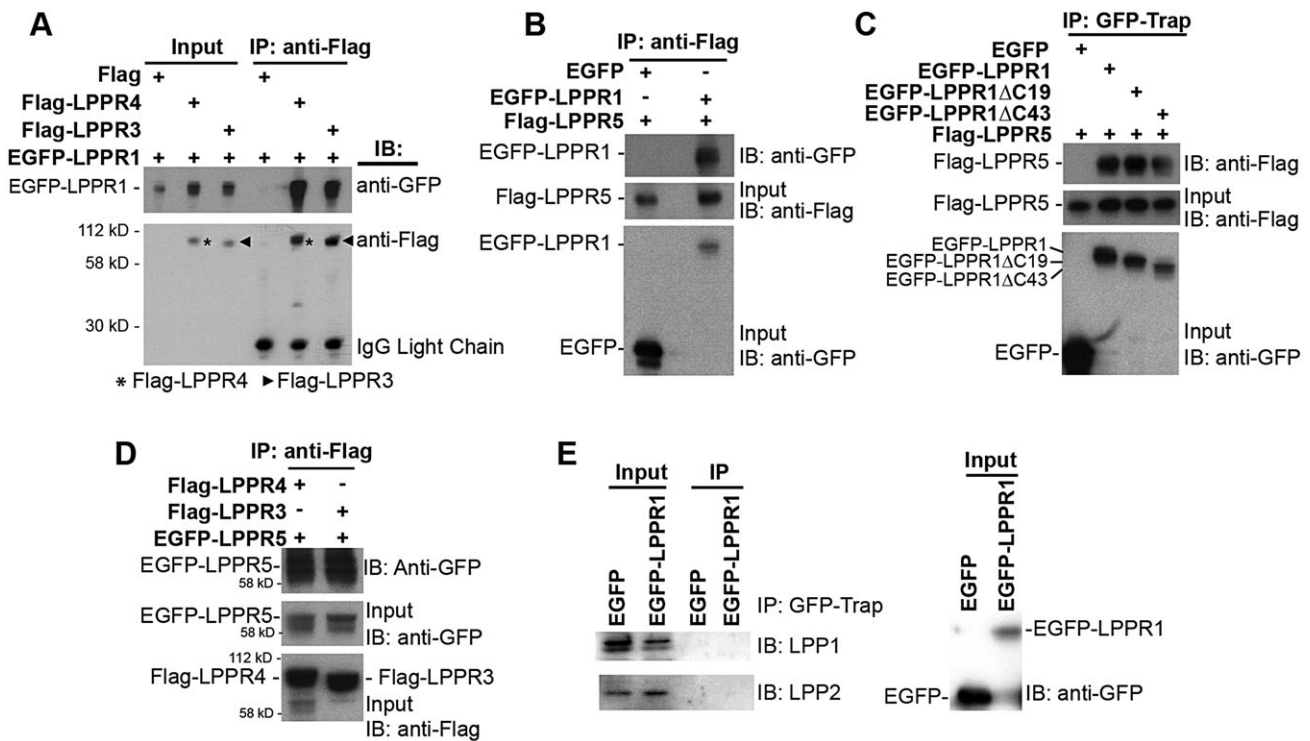 A
Input IP: anti-Flag
Flag + +
Flag-LPPR4 + +
Flag-LPPR3 + +
EGFP-LPPR1 + + + + + + IB:
EGFP-LPPR1 - anti-GFP
112 kD - * ◄ * ◄ anti-Flag
58 kD -
30 kD -
IgG Light Chain
* Flag-LPPR4 ►Flag-LPPR3
B
IP: anti-Flag
EGFP + -
EGFP-LPPR1 - +
Flag-LPPR5 + +
EGFP-LPPR1 - IB: anti-GFP
Flag-LPPR5 - Input
IB: anti-Flag
EGFP-LPPR1 -
EGFP- Input
IB: anti-GFP
C
IP: GFP-Trap
EGFP +
EGFP-LPPR1 +
EGFP-LPPR1ΔC19 +
EGFP-LPPR1ΔC43 +
Flag-LPPR5 + + + +
Flag-LPPR5 - IB: anti-Flag
Flag-LPPR5 - Input
IB: anti-Flag
EGFP-LPPR1
EGFP-LPPR1ΔC19
EGFP-LPPR1ΔC43
EGFP- Input
IB: anti-GFP
D
IP: anti-Flag
Flag-LPPR4 + -
Flag-LPPR3 - +
EGFP-LPPR5 + +
EGFP-LPPR5- IB: Anti-GFP
58 kD -
EGFP-LPPR5- Input
58 kD - IB: anti-GFP
112 kD -
Flag-LPPR4 - - Flag-LPPR3
Input
58 kD - IB: anti-Flag
E
Input IP
EGFP EGFP-LPPR1 EGFP EGFP-LPPR1
IP: GFP-Trap
IB: LPP1
IB: LPP2
Input
EGFP EGFP-LPPR1
-EGFP-LPPR1
EGFP- IB: anti-GFP